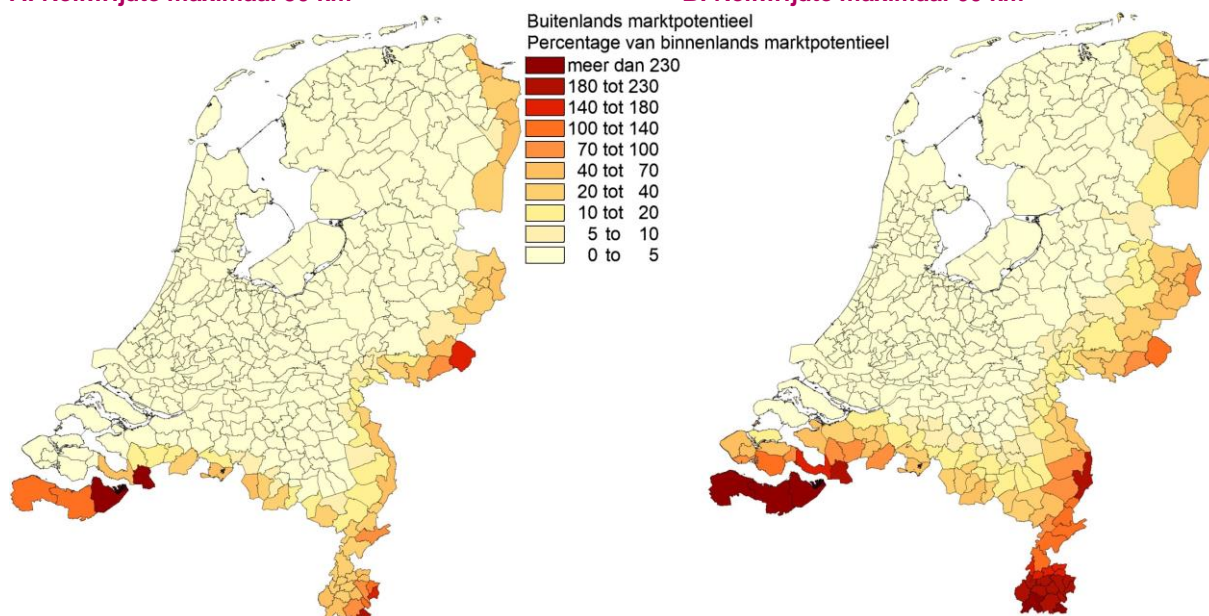 Buitenlands marktpotentieel
Percentage van binnenlands marktpotentieel
meer dan 230
180 tot 230
140 tot 180
100 tot 140
70 tot 100
40 tot 70
20 tot 40
10 tot 20
5 to 10
0 to 5